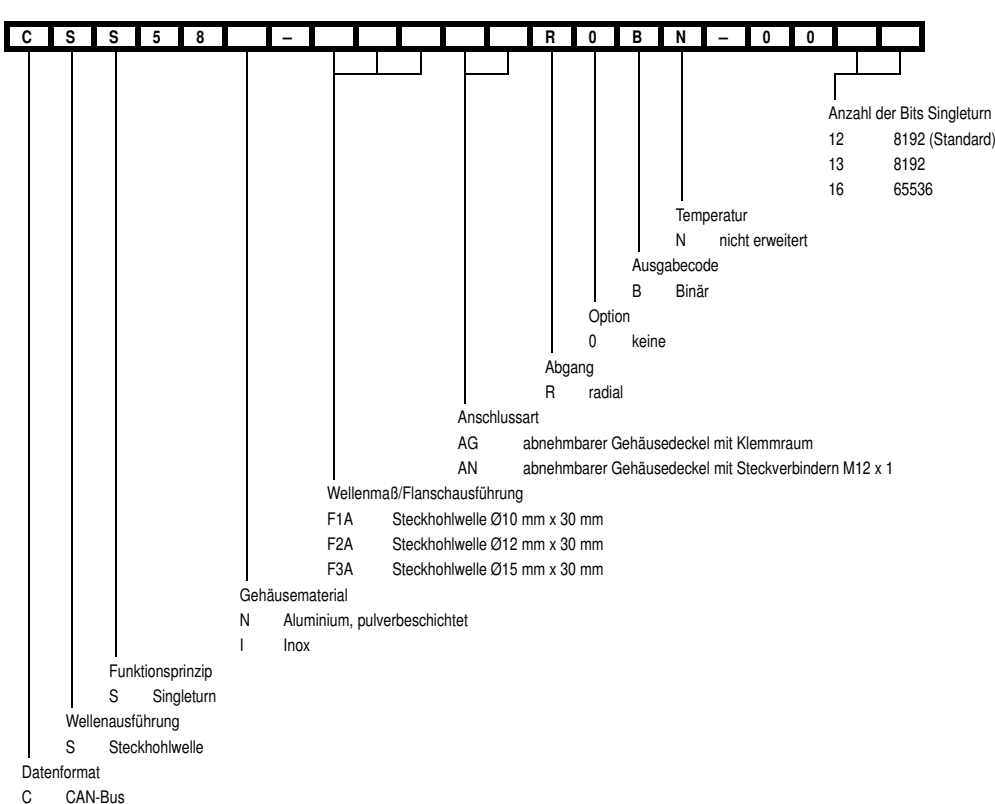 C S S 5 8 – R 0 B N – 0 0
Anzahl der Bits Singleturn
12 8192 (Standard)
13 8192
16 65536
Temperatur
N nicht erweitert
Ausgabecode
B Binär
Option
0 keine
Abgang
R radial
Anschlussart
AG abnehmbarer Gehäusedeckel mit Klemmraum
AN abnehmbarer Gehäusedeckel mit Steckverbindern M12 x 1
Wellenmaß/Flanschausführung
F1A Steckhohlwelle Ø10 mm x 30 mm
F2A Steckhohlwelle Ø12 mm x 30 mm
F3A Steckhohlwelle Ø15 mm x 30 mm
Gehäusematerial
N Aluminium, pulverbeschichtet
I Inox
Funktionsprinzip
S Singleturn
Wellenausführung
S Steckhohlwelle
Datenformat
C CAN-Bus